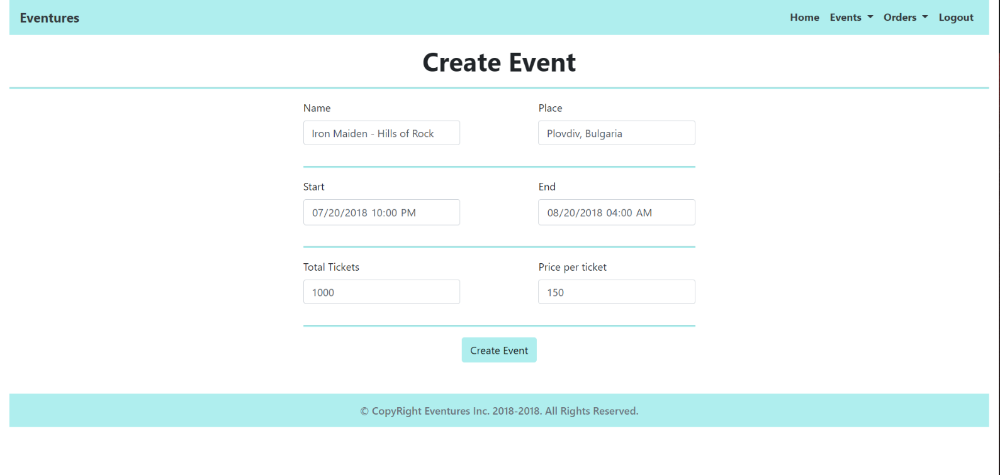 Eventures Home Events Orders Logout
Create Event
Name Place
Iron Maiden - Hills of Rock Plovdiv, Bulgaria
Start End
07/20/2018 10:00 PM 08/20/2018 04:00 AM
Total Tickets Price per ticket
1000 150
Create Event
© CopyRight Eventures Inc. 2018-2018. All Rights Reserved.